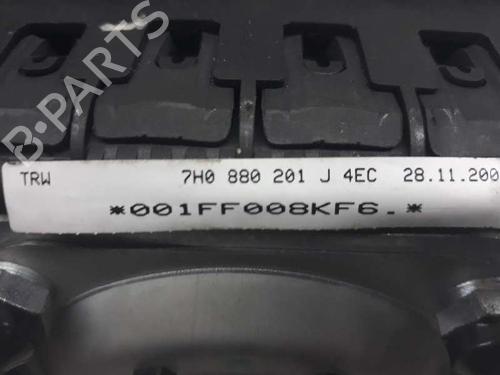 B-PARTS
TRW 7H0 880 201 J 4EC 28.11.200
*001FF008KF6.*